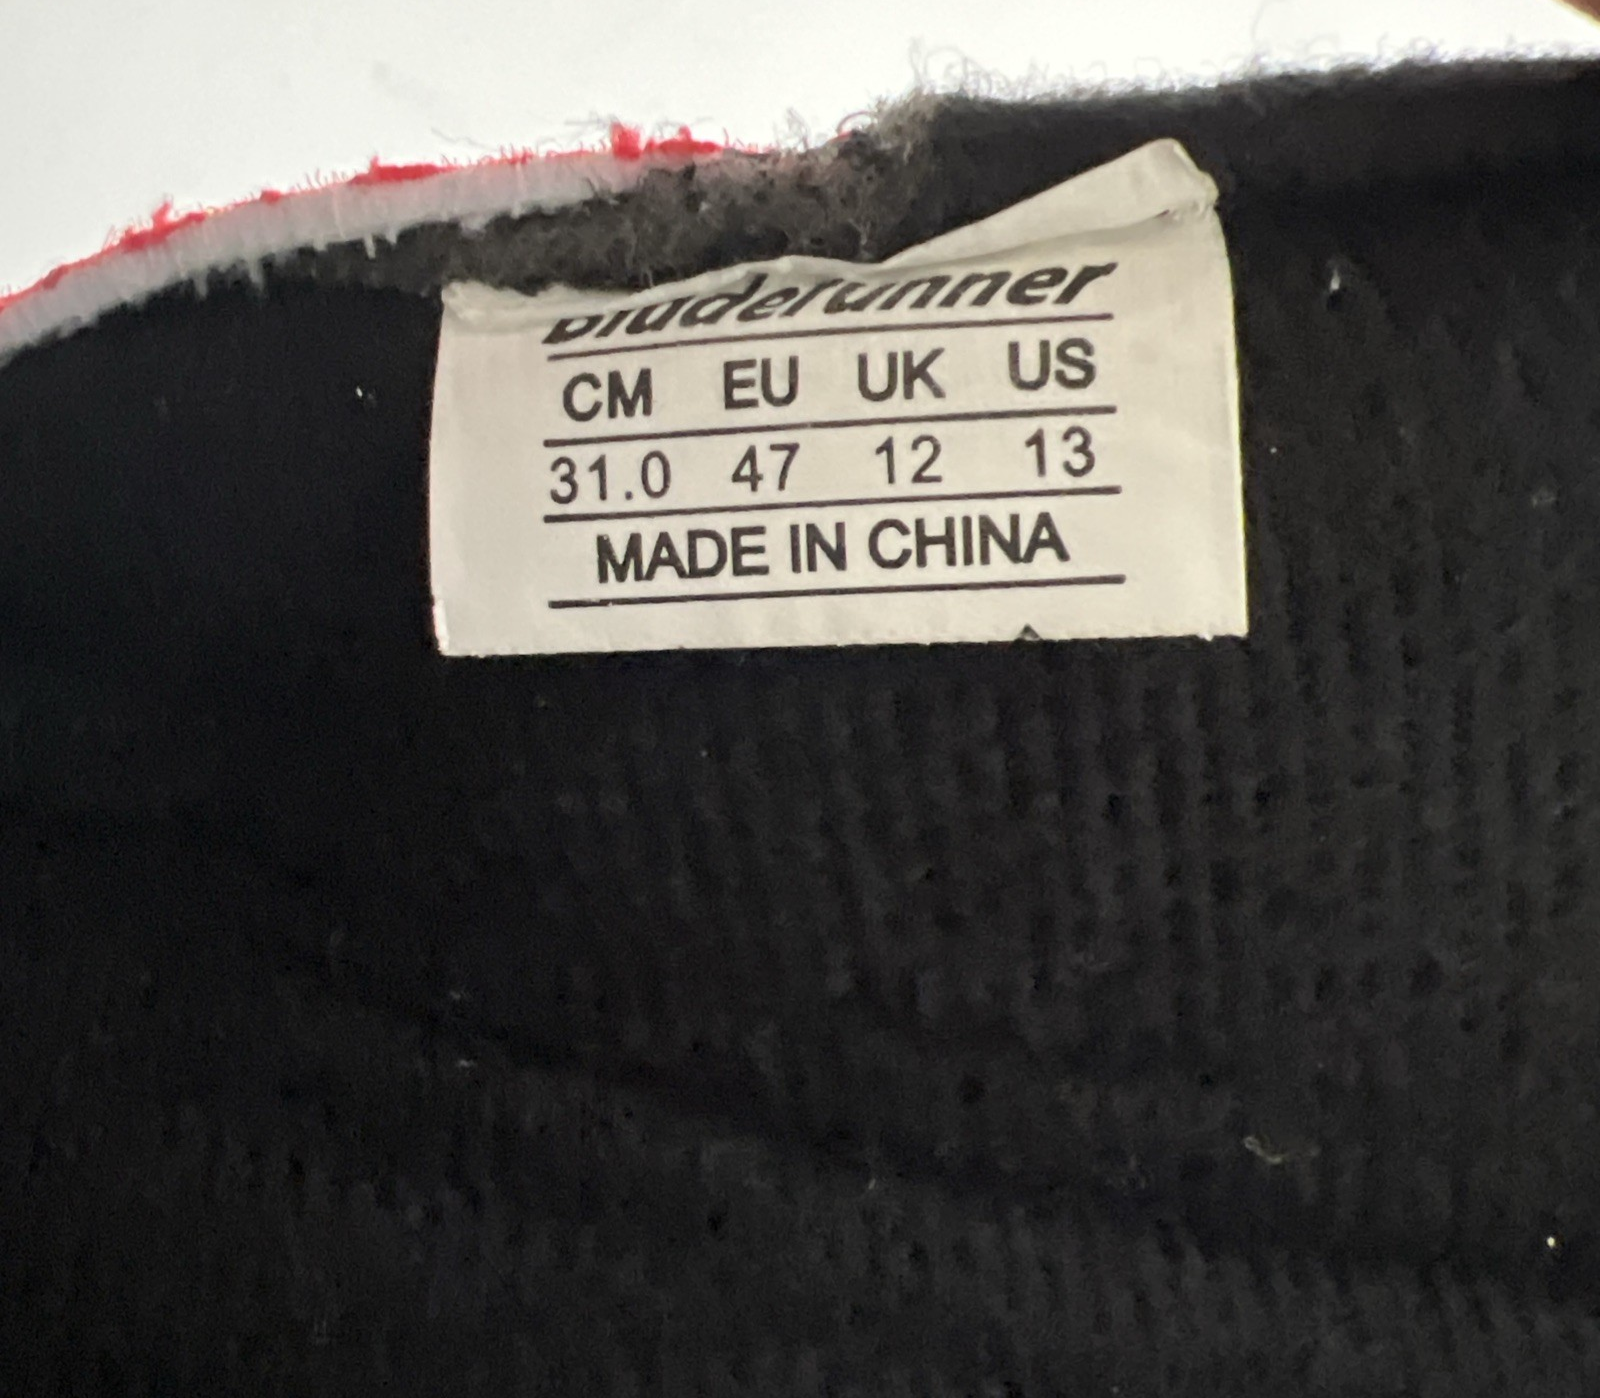 bladerunner
CM EU UK US
31.0 47 12 13
MADE IN CHINA